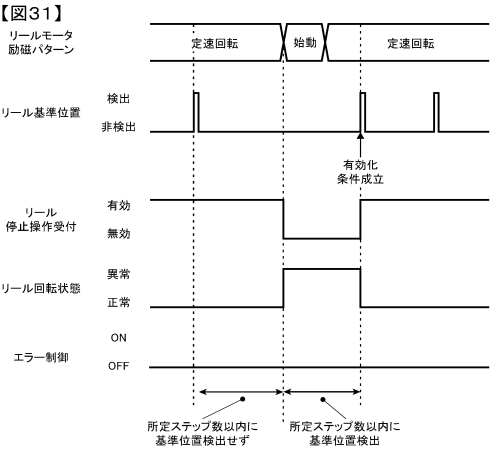 【図31】
リールモータ
励磁パターン
定速回転
始動
定速回転
検出
リール基準位置
非検出
有効化
条件成立
有効
リール
停止操作受付
無効
異常
リール回転状態
正常
ON
エラー制御
OFF
所定ステップ数以内に
基準位置検出せず
所定ステップ数以内に
基準位置検出